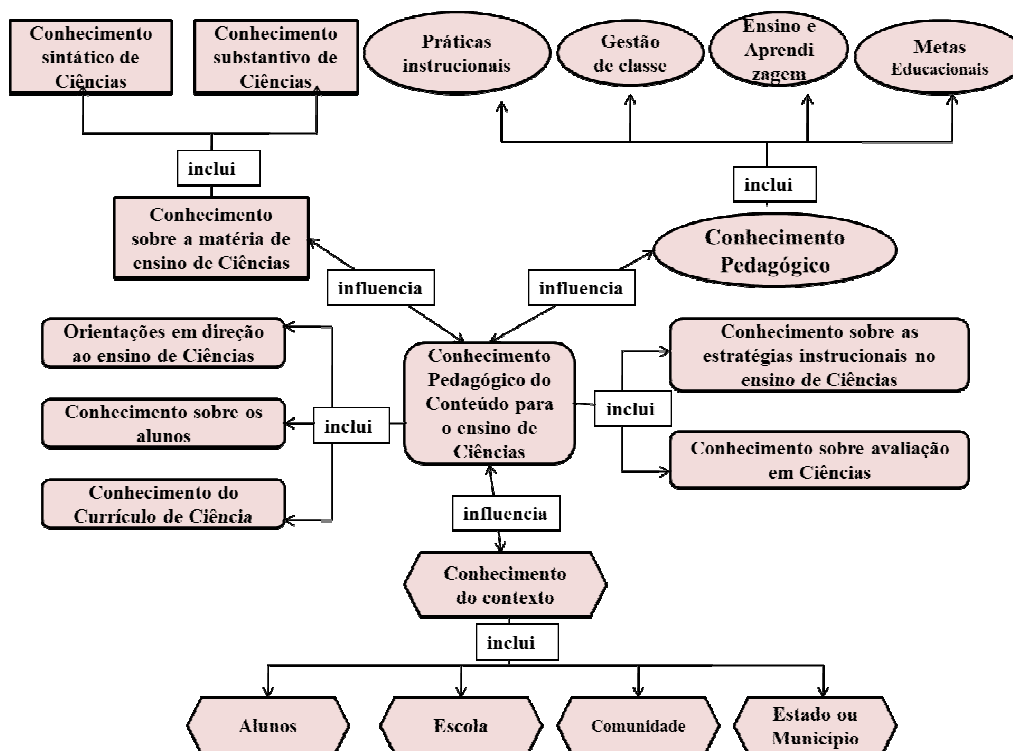 Conhecimento
sintático de
Ciências
Conhecimento
substantivo de
Ciências
Práticas
instrucionais
Gestão
de classe
Ensino e
Aprendi
zagem
Metas
Educacionais
inclui
inclui
Conhecimento
sobre a matéria de
ensino de Ciências
Conhecimento
Pedagógico
influencia
influencia
Orientações em direção
ao ensino de Ciências
Conhecimento
Pedagógico do
Conteúdo para
o ensino de
Ciências
Conhecimento sobre as
estratégias instrucionais no
ensino de Ciências
Conhecimento sobre os
alunos
inclui
inclui
Conhecimento sobre avaliação
em Ciências
Conhecimento do
Currículo de Ciência
influencia
Conhecimento
do contexto
inclui
Alunos
Escola
Comunidade
Estado ou
Município